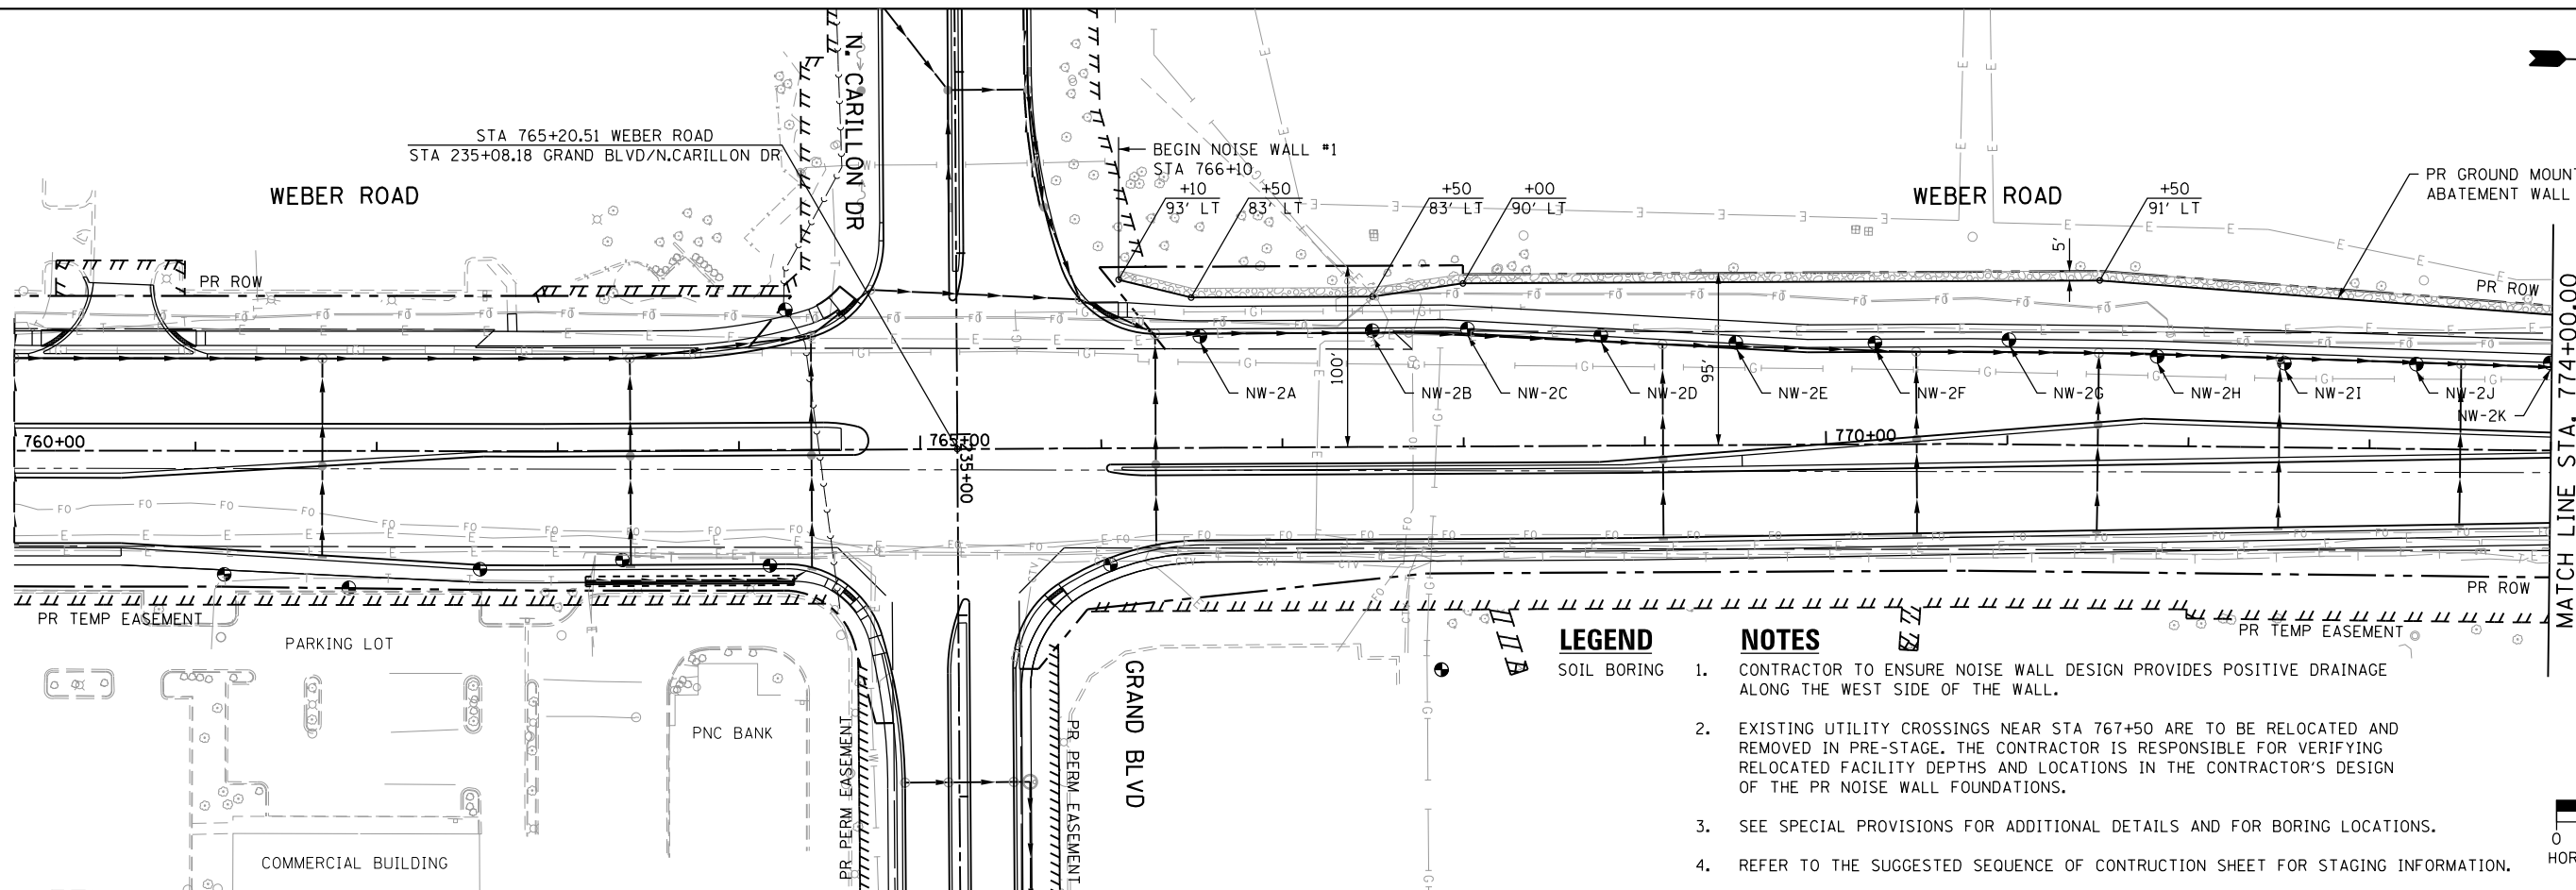 STA 765+20.51 WEBER ROAD
STA 235+08.18 GRAND BLVD/N.CARILLON DR
WEBER ROAD
N. CARILLON DR
BEGIN NOISE WALL #1
STA 766+10
+10
93' LT
+50
83' LT
+50
83' LT
+00
90' LT
WEBER ROAD
+50
91' LT
PR GROUND MOUN
ABATEMENT WALL
5'
PR ROW
PR ROW
100'
95'
NW-2A
NW-2B
NW-2C
NW-2D
NW-2E
NW-2F
NW-2G
NW-2H
NW-2I
NW-2J
NW-2K
760+00
765+00
770+00
235+00
MATCH LINE STA. 774+00.00
PR ROW
PR TEMP EASEMENT
PR TEMP EASEMENT
PARKING LOT
PNC BANK
COMMERCIAL BUILDING
PR PERM EASEMENT
PR PERM EASEMENT
GRAND BLVD
LEGEND
SOIL BORING
NOTES
1. CONTRACTOR TO ENSURE NOISE WALL DESIGN PROVIDES POSITIVE DRAINAGE
ALONG THE WEST SIDE OF THE WALL.
2. EXISTING UTILITY CROSSINGS NEAR STA 767+50 ARE TO BE RELOCATED AND
REMOVED IN PRE-STAGE. THE CONTRACTOR IS RESPONSIBLE FOR VERIFYING
RELOCATED FACILITY DEPTHS AND LOCATIONS IN THE CONTRACTOR'S DESIGN
OF THE PR NOISE WALL FOUNDATIONS.
3. SEE SPECIAL PROVISIONS FOR ADDITIONAL DETAILS AND FOR BORING LOCATIONS.
4. REFER TO THE SUGGESTED SEQUENCE OF CONTRUCTION SHEET FOR STAGING INFORMATION.
0
HOR